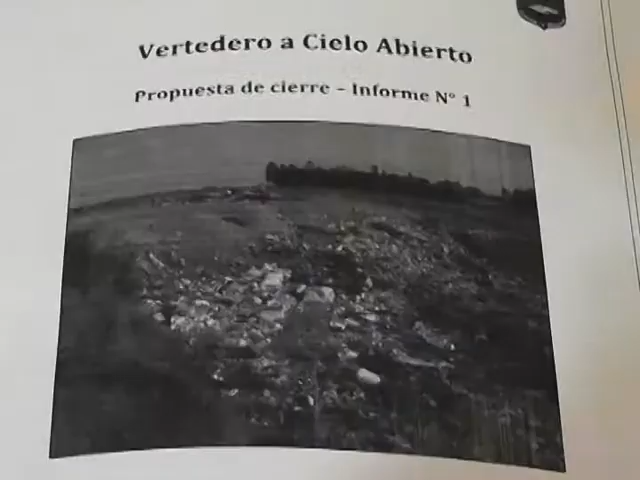 Vertedero a Cielo Abierto
Propuesta de cierre – Informe N° 1